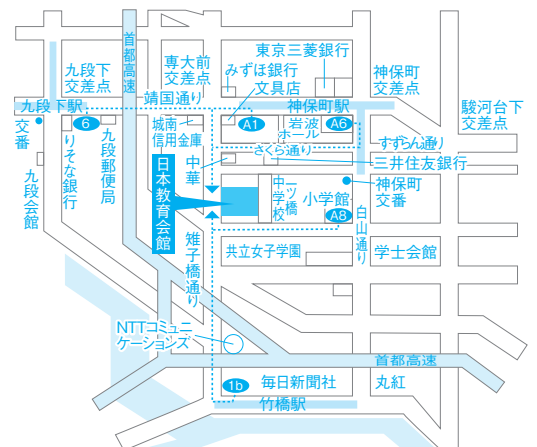 首都高速
九段下
交差点
専大前
交差点
みずほ銀行
文具店
東京三菱銀行
神保町
交差点
駿河台下
交差点
九段下駅
靖国通り
神保町駅
交番
6
りそな銀行
九段郵便局
城南
信用金庫
A1
岩波
ホール
A6
すずらん通り
さくら通り
三井住友銀行
九段会館
日本教育会館
中華
一ツ橋
中学校
小学館
A8
神保町
交番
白山通り
雉子橋通り
共立女子学園
学士会館
NTTコミュニ
ケーションズ
首都高速
1b
毎日新聞社
丸紅
竹橋駅